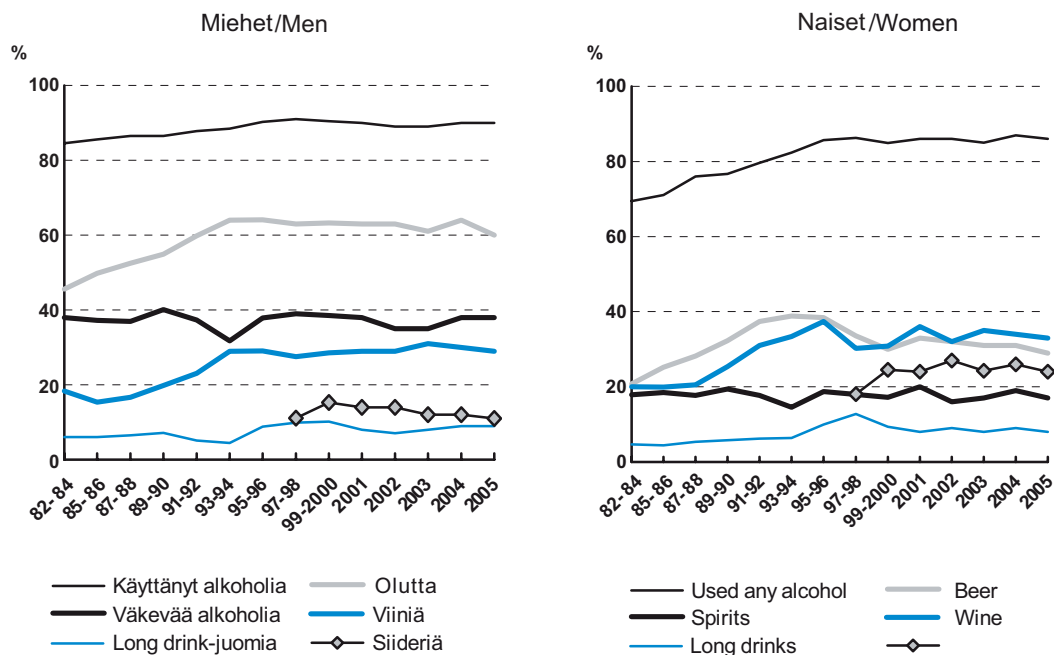 Miehet/Men
%
100
80
60
40
20
0
82-84 85-86 87-88 89-90 91-92 93-94 95-96 97-98 99-2000 2001 2002 2003 2004 2005
Käyttänyt alkoholia Olutta
Väkevää alkoholia Viiniä
Long drink-juomia Siideriä
Naiset/Women
%
100
80
60
40
20
0
82-84 85-86 87-88 89-90 91-92 93-94 95-96 97-98 99-2000 2001 2002 2003 2004 2005
Used any alcohol Beer
Spirits Wine
Long drinks